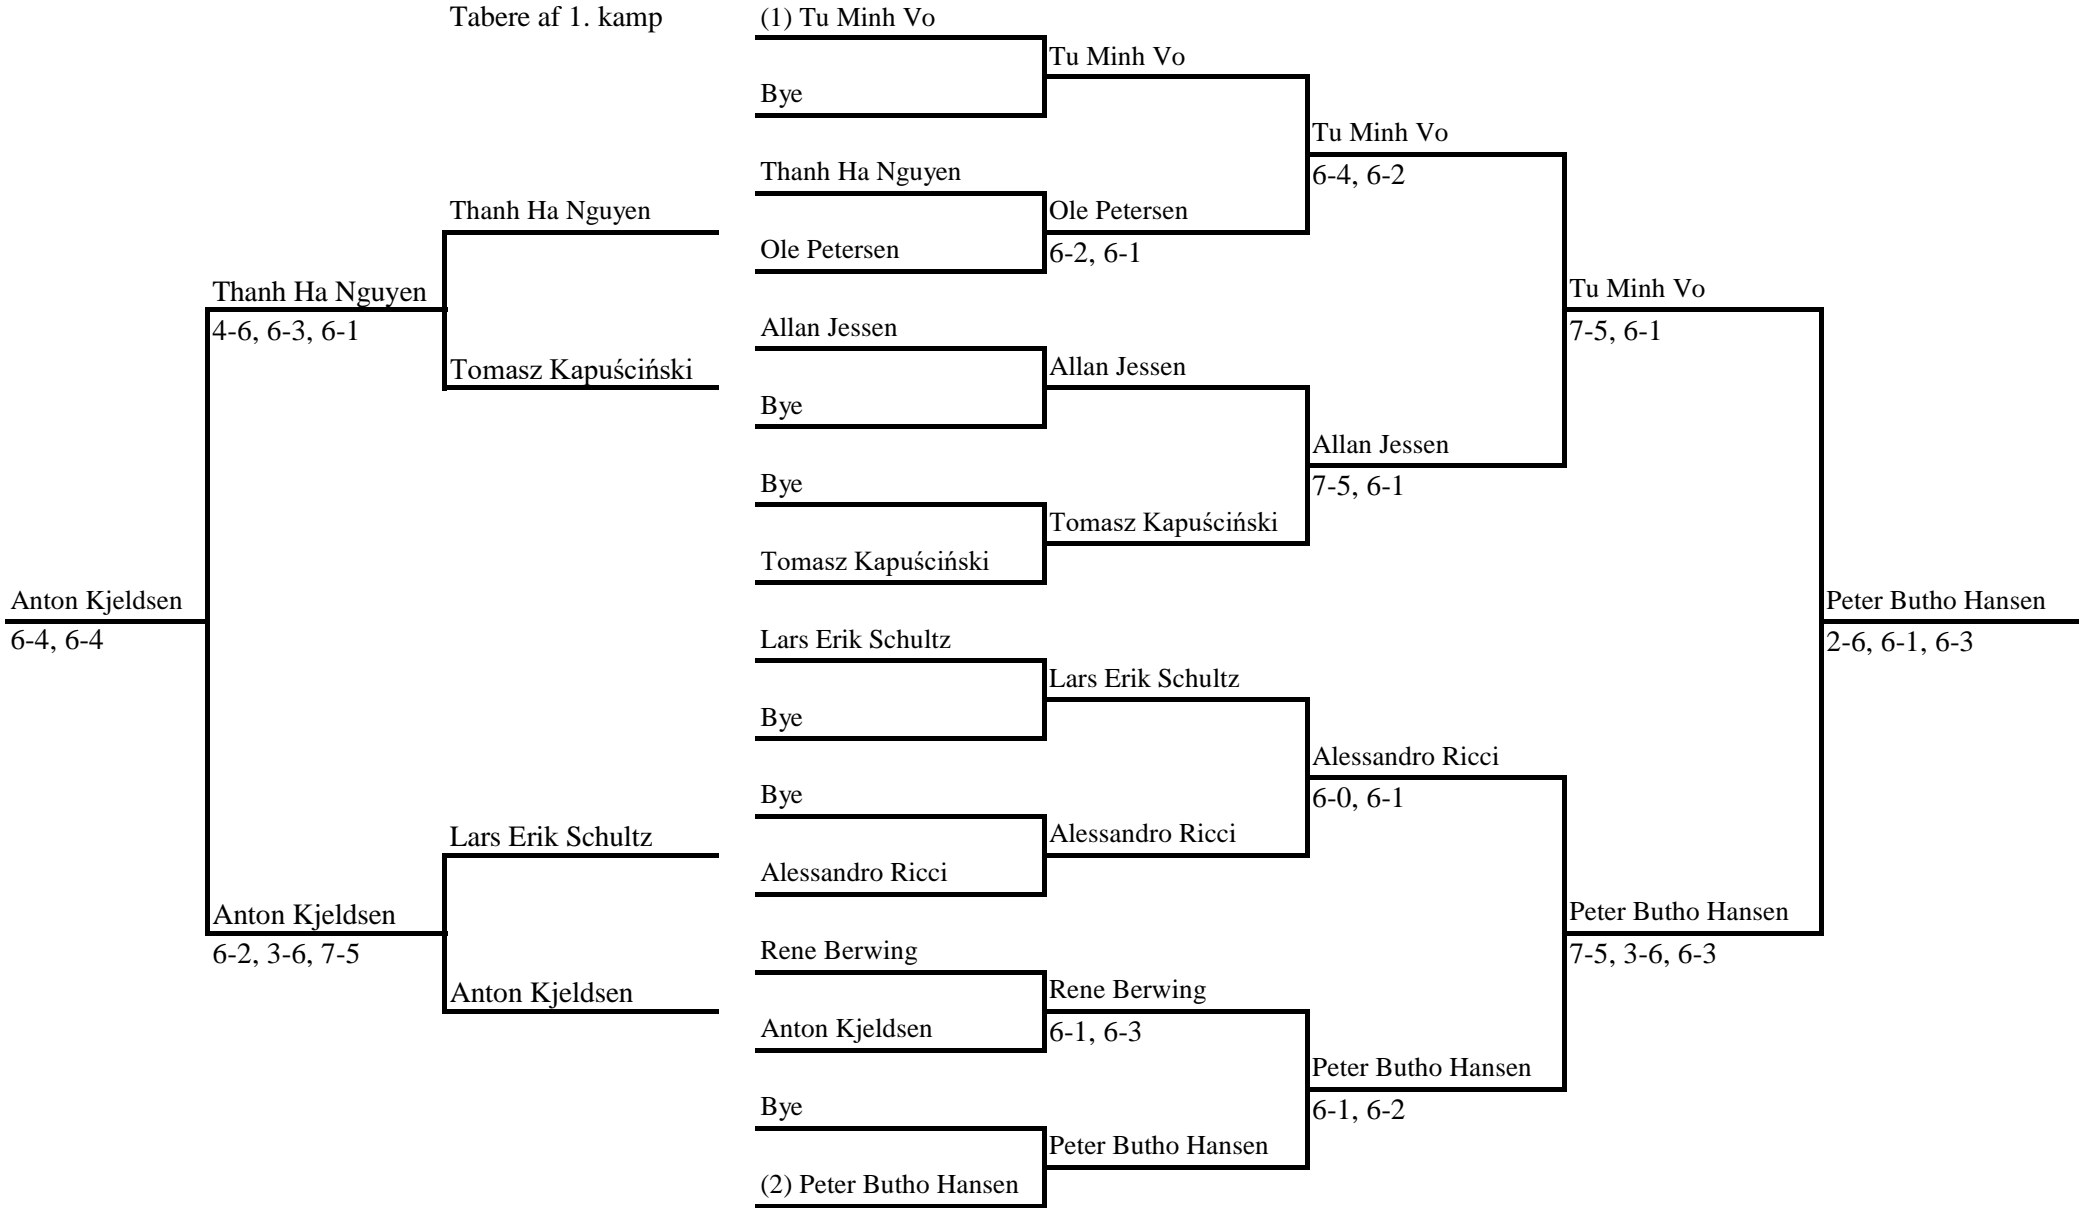 Tabere af 1. kamp
(1) Tu Minh Vo
Tu Minh Vo
Bye
Tu Minh Vo
6-4, 6-2
Thanh Ha Nguyen
Thanh Ha Nguyen
Ole Petersen
Ole Petersen
6-2, 6-1
Thanh Ha Nguyen
4-6, 6-3, 6-1
Tu Minh Vo
7-5, 6-1
Allan Jessen
Tomasz Kapuściński
Allan Jessen
Bye
Allan Jessen
7-5, 6-1
Bye
Tomasz Kapuściński
Tomasz Kapuściński
Anton Kjeldsen
6-4, 6-4
Peter Butho Hansen
2-6, 6-1, 6-3
Lars Erik Schultz
Lars Erik Schultz
Bye
Alessandro Ricci
6-0, 6-1
Bye
Lars Erik Schultz
Alessandro Ricci
Alessandro Ricci
Anton Kjeldsen
6-2, 3-6, 7-5
Peter Butho Hansen
7-5, 3-6, 6-3
Rene Berwing
Anton Kjeldsen
Rene Berwing
6-1, 6-3
Anton Kjeldsen
Peter Butho Hansen
6-1, 6-2
Bye
Peter Butho Hansen
(2) Peter Butho Hansen